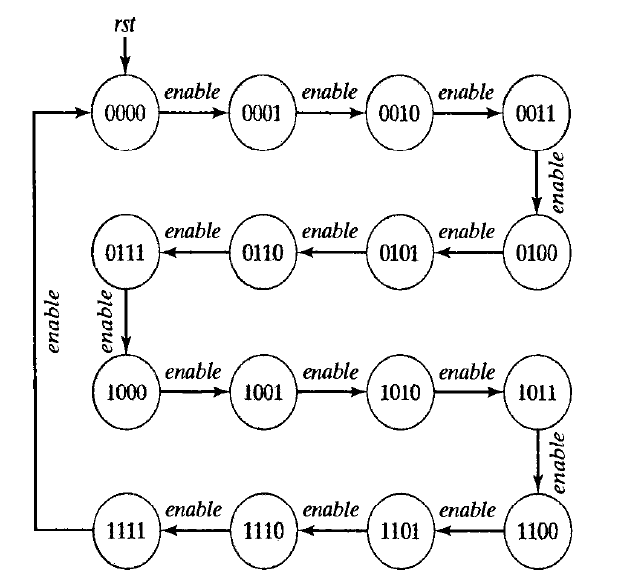 rst
enable enable enable
0000 0001 0010 0011
enable
enable enable enable
0111 0110 0101 0100
enable
enable
enable enable enable
1000 1001 1010 1011
enable
enable enable enable
1111 1110 1101 1100